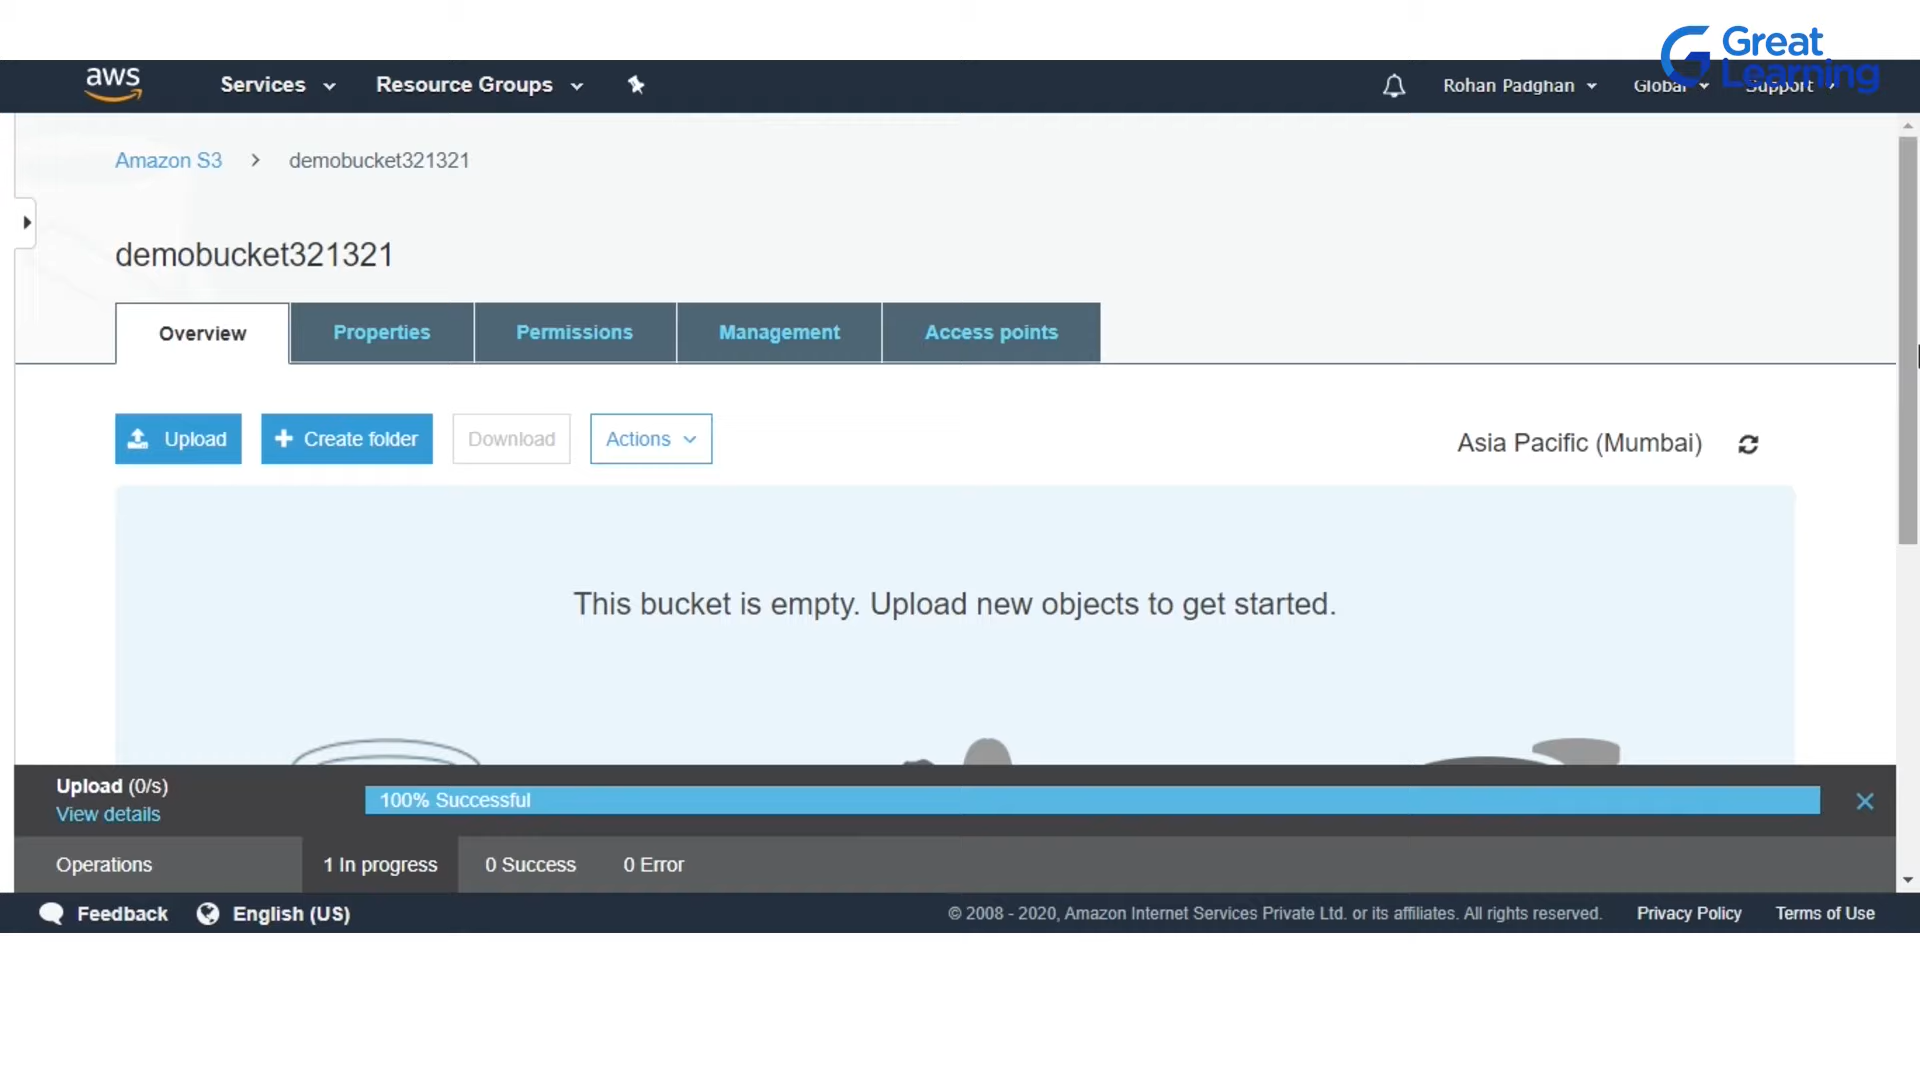 Great
Learning
aws Services Resource Groups Rohan Padghan Global Support
Amazon S3 > demobucket321321
demobucket321321
Overview Properties Permissions Management Access points
Upload + Create folder Download Actions Asia Pacific (Mumbai)
This bucket is empty. Upload new objects to get started.
Upload (0/s)
100% Successful
View details
Operations 1 In progress 0 Success 0 Error
Feedback English (US) © 2008 - 2020, Amazon Internet Services Private Ltd. or its affiliates. All rights reserved. Privacy Policy Terms of Use